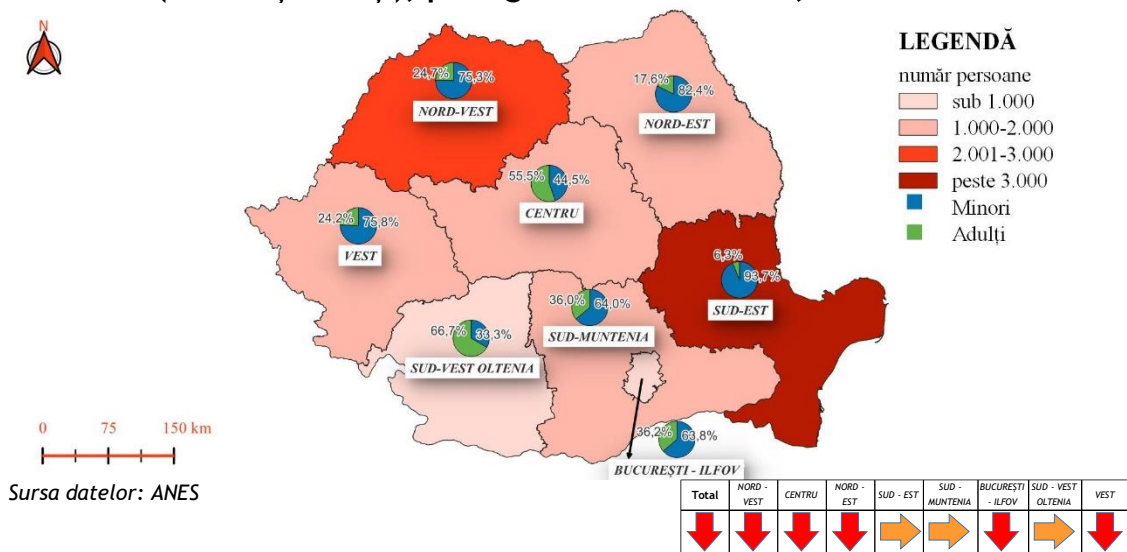 N
LEGENDĂ
număr persoane
sub 1.000
1.000-2.000
2.001-3.000
peste 3.000
Minori
Adulți
24,7% 75,3%
NORD-VEST
17,6% 82,4%
NORD-EST
55,5% 44,5%
CENTRU
24,2% 75,8%
VEST
6,3% 93,7%
SUD-EST
36,0% 64,0%
SUD-MUNTENIA
66,7% 33,3%
SUD-VEST OLTENIA
36,2% 63,8%
BUCUREȘTI - ILFOV
0 75 150 km
Sursa datelor: ANES
Total NORD - VEST CENTRU NORD - EST SUD - EST SUD - MUNTENIA BUCUREȘTI - ILFOV SUD - VEST OLTENIA VEST